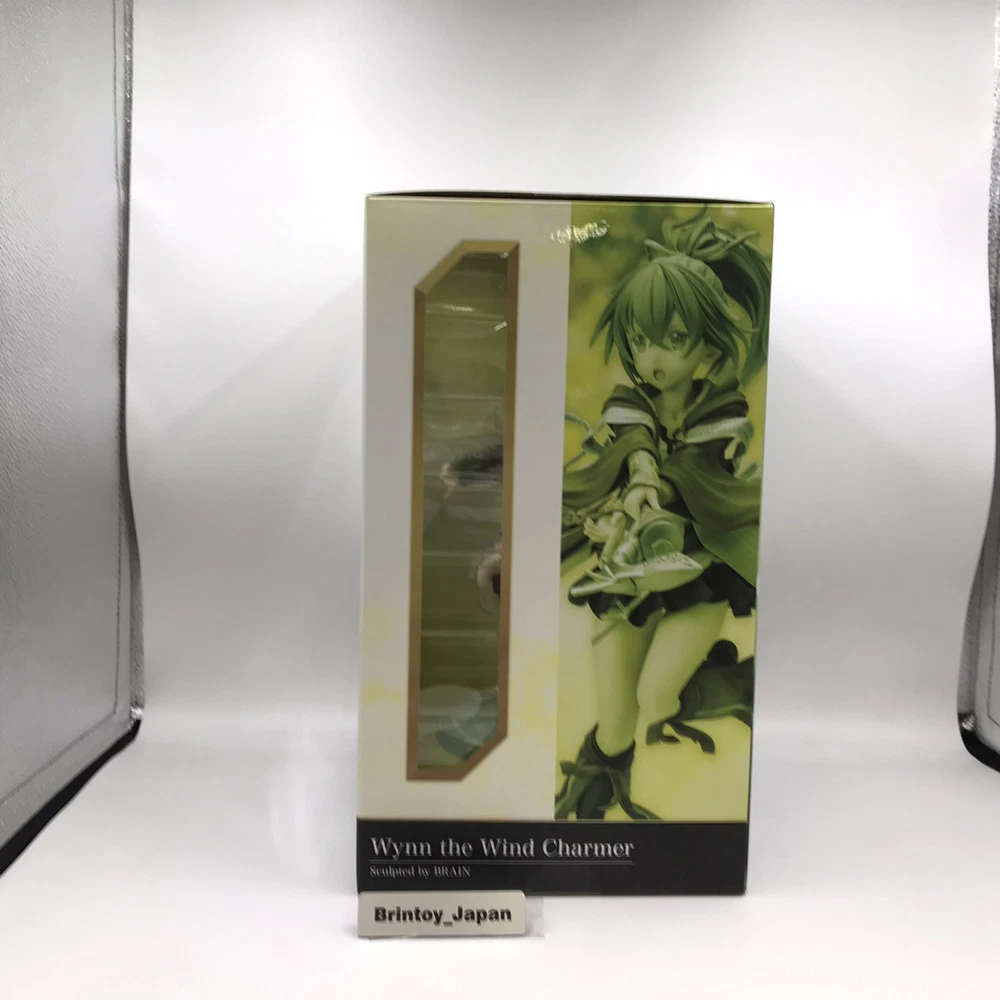 Wynn the Wind Charmer
Sculpted by BRAIN
Brintoy_Japan